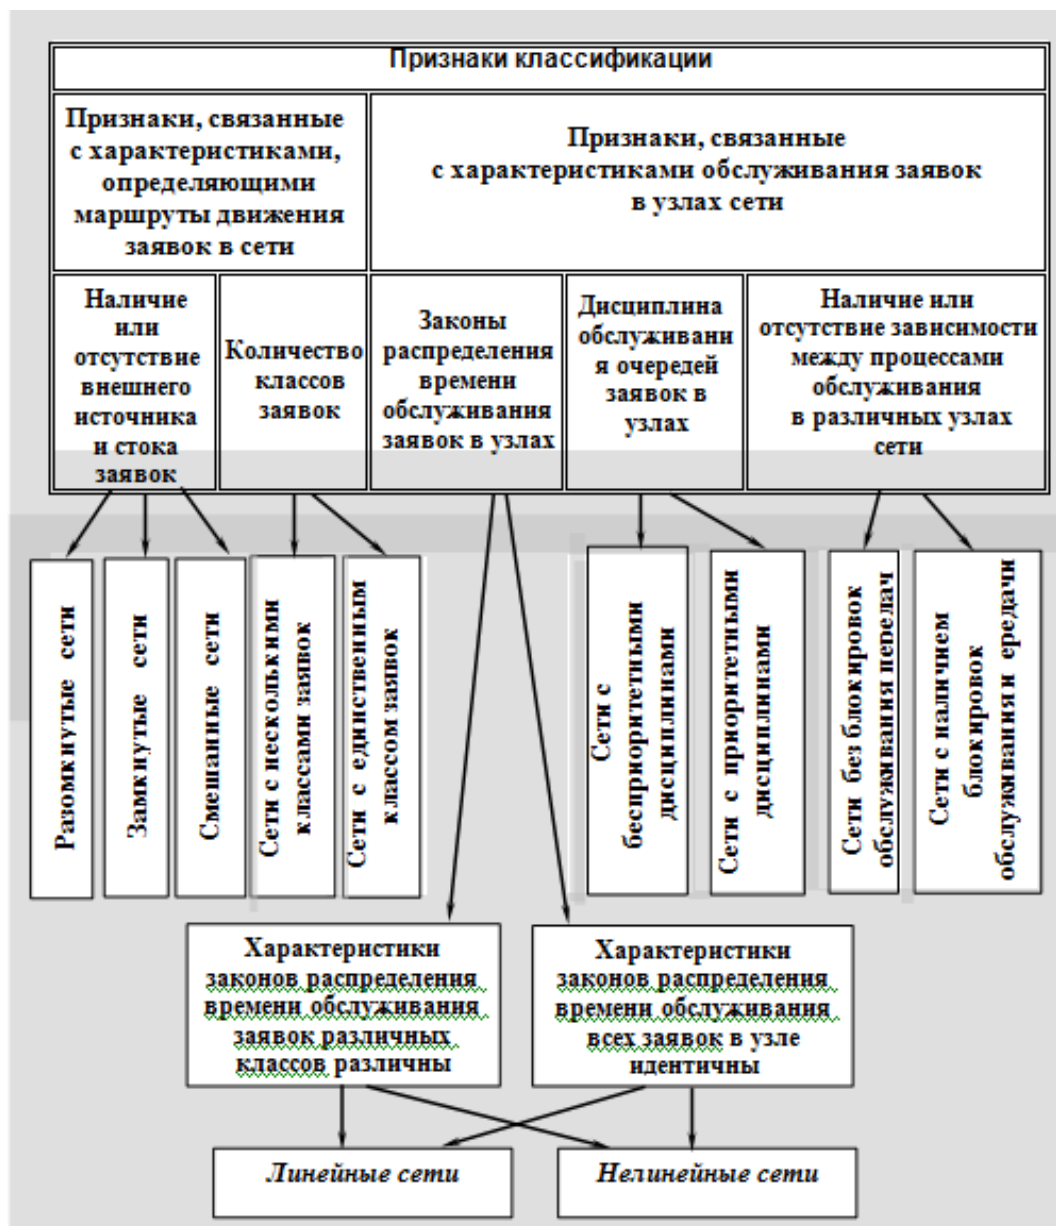 Признаки классификации
Признаки, связанные
с характеристиками,
определяющими
маршруты движения
заявок в сети
Признаки, связанные
с характеристиками обслуживания заявок
в узлах сети
Наличие
или
отсутствие
внешнего
источника
и стока
заявок
Количество
классов
заявок
Законы
распределения
времени
обслуживания
заявок в узлах
Дисциплина
обслуживани
я очередей
заявок в
узлах
Наличие или
отсутствие зависимости
между процессами
обслуживания
в различных узлах
сети
Разомкнутые сети
Замкнутые сети
Смешанные сети
Сети с несколькими
классами заявок
Сети с единственным
классом заявок
Сети с
бесприоритетными
дисциплинами
Сети с приоритетными
дисциплинами
Сети без блокировок
обслуживания передач
Сети с наличием
блокировок
обслуживания и ередачи
Характеристики
законов распределения
времени обслуживания
заявок различных
классов различны
Характеристики
законов распределения
времени обслуживания
всех заявок в узле
идентичны
Линейные сети
Нелинейные сети